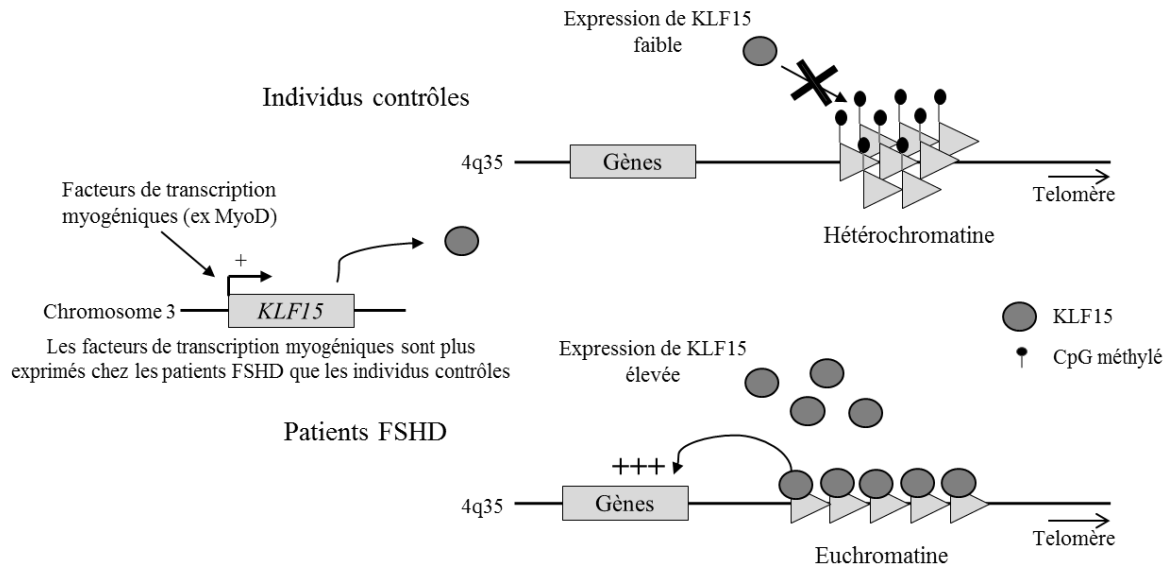 Expression de KLF15
faible
Individus contrôles
4q35
Gènes
Telomère
Hétérochromatine
Facteurs de transcription
myogéniques (ex MyoD)
+
Chromosome 3
KLF15
Les facteurs de transcription myogéniques sont plus
exprimés chez les patients FSHD que les individus contrôles
KLF15
CpG méthylé
Expression de KLF15
élevée
Patients FSHD
+++
4q35
Gènes
Telomère
Euchromatine